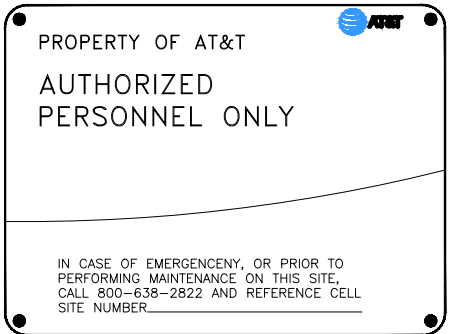 AT&T
PROPERTY OF AT&T
AUTHORIZED
PERSONNEL ONLY
IN CASE OF EMERGENCENY, OR PRIOR TO
PERFORMING MAINTENANCE ON THIS SITE,
CALL 800-638-2822 AND REFERENCE CELL
SITE NUMBER